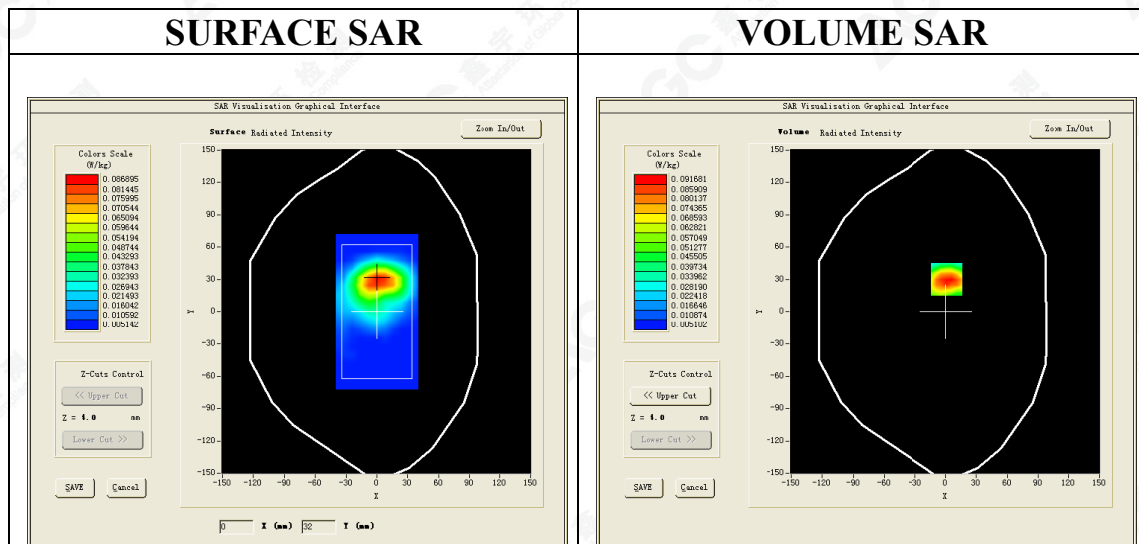 SURFACE SAR
VOLUME SAR
SAR Visualisation Graphical Interface
Surface Radiated Intensity
Zoom In/Out
Colors Scale
(W/kg)
0.086895
0.081445
0.075995
0.070544
0.065094
0.059644
0.054194
0.048744
0.043293
0.037843
0.032393
0.026943
0.021493
0.016042
0.010592
0.005142
Z-Cuts Control
<< Upper Cut
Z = 4.0 mm
Lower Cut >>
SAVE Cancel
150
120
90
60
30
0
-30
-60
-90
-120
-150
Y
-150 -120 -90 -60 -30 0 30 60 90 120 150
X
0 X (mm) 32 Y (mm)
SAR Visualisation Graphical Interface
Volume Radiated Intensity
Zoom In/Out
Colors Scale
(W/kg)
0.091681
0.085909
0.080137
0.074365
0.068593
0.062821
0.057049
0.051277
0.045505
0.039734
0.033962
0.028190
0.022418
0.016646
0.010874
0.005102
Z-Cuts Control
<< Upper Cut
Z = 4.0 mm
Lower Cut >>
SAVE Cancel
150
120
90
60
30
0
-30
-60
-90
-120
-150
Y
-150 -120 -90 -60 -30 0 30 60 90 120 150
X